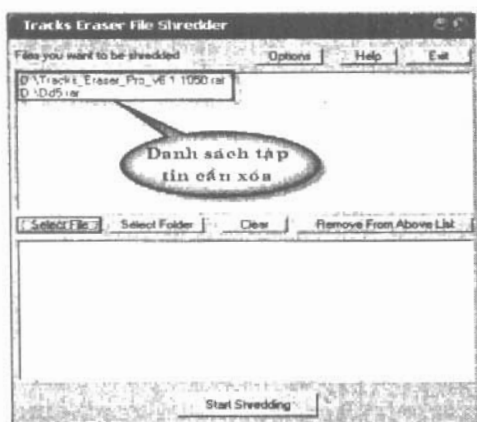 Tracks Eraser File Shredder
Files you want to be shredded
Options Help Exit
D:\Tracks_Eraser_Pro_v6 1 1050 rar
D:\Dd5 rar
Danh sách tập
tin cần xóa
Select File Select Folder Clear Remove From Above List
Start Shredding